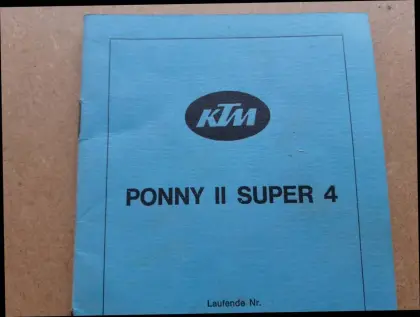 KTM
PONNY II SUPER 4
Laufende Nr.